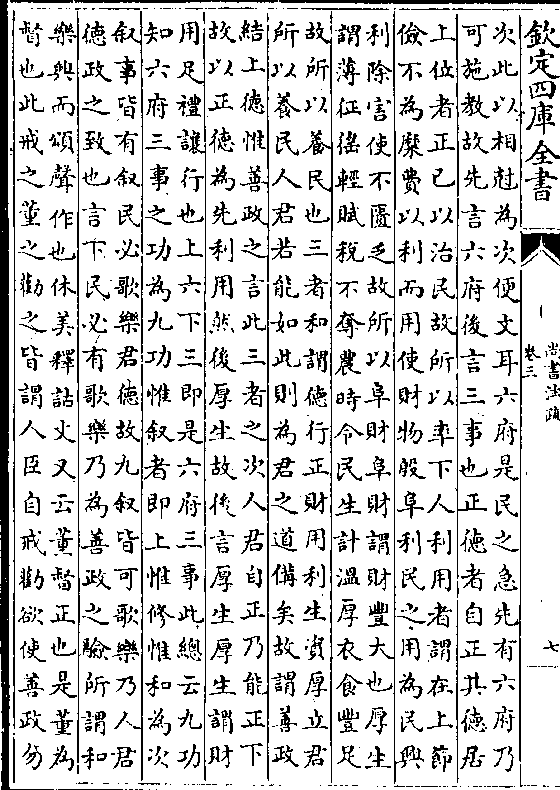 欽定四庫全書
尚書注疏
卷三
七
次此以相尅為次便文耳六府是民之急先有六府乃
可施教故先言六府後言三事也正德者自正其德居
上位者正己以治民故所以率下人利用者謂在上節
儉不為糜費以利而用使財物殷阜利民之用為民興
利除害使不匱乏故所以阜財阜財謂財豐大也厚生
謂薄征徭輕賦稅不奪農時令民生計溫厚衣食豐足
故所以養民也三者和謂德行正財用利生資厚立君
所以養民人君若能如此則為君之道備矣故謂善政
結上德惟善政之言此三者之次人君自正乃能正下
故以正德為先利用然後厚生故後言厚生厚生謂財
用足禮讓行也上六下三即是六府三事此總云九功
知六府三事之功為九功惟叙者即上惟修惟和為次
叙事皆有叙民必歌樂君德故九叙皆可歌樂乃人君
德政之致也言下民必有歌樂乃為善政之驗所謂和
樂興而頌聲作也休美釋詁文又云董督正也是董為
督也此戒之董之勸之皆謂人臣自戒勸欲使善政勿